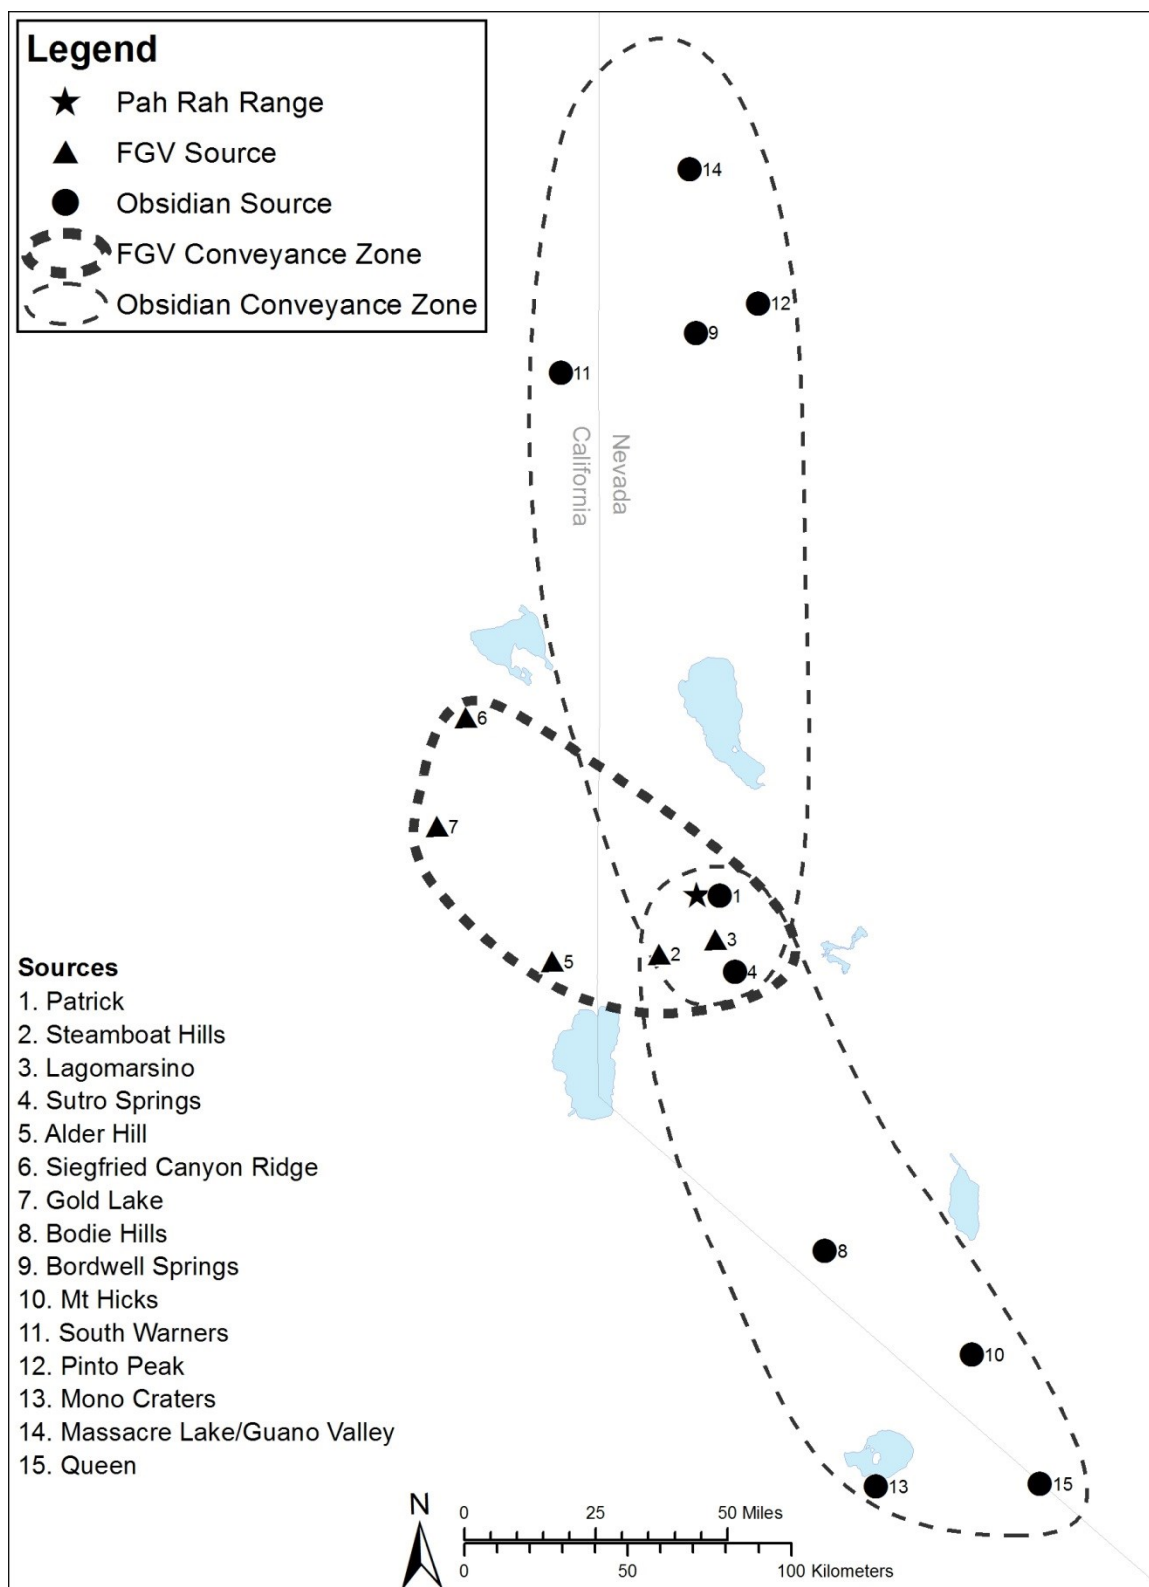 Legend
Pah Rah Range
FGV Source
Obsidian Source
FGV Conveyance Zone
Obsidian Conveyance Zone
14
12
9
11
Nevada
California
6
7
1
3
2
5
4
Sources
1. Patrick
2. Steamboat Hills
3. Lagomarsino
4. Sutro Springs
5. Alder Hill
6. Siegfried Canyon Ridge
7. Gold Lake
8. Bodie Hills
9. Bordwell Springs
10. Mt Hicks
11. South Warners
12. Pinto Peak
13. Mono Craters
14. Massacre Lake/Guano Valley
15. Queen
8
10
13
15
N
0 25 50 Miles
0 50 100 Kilometers